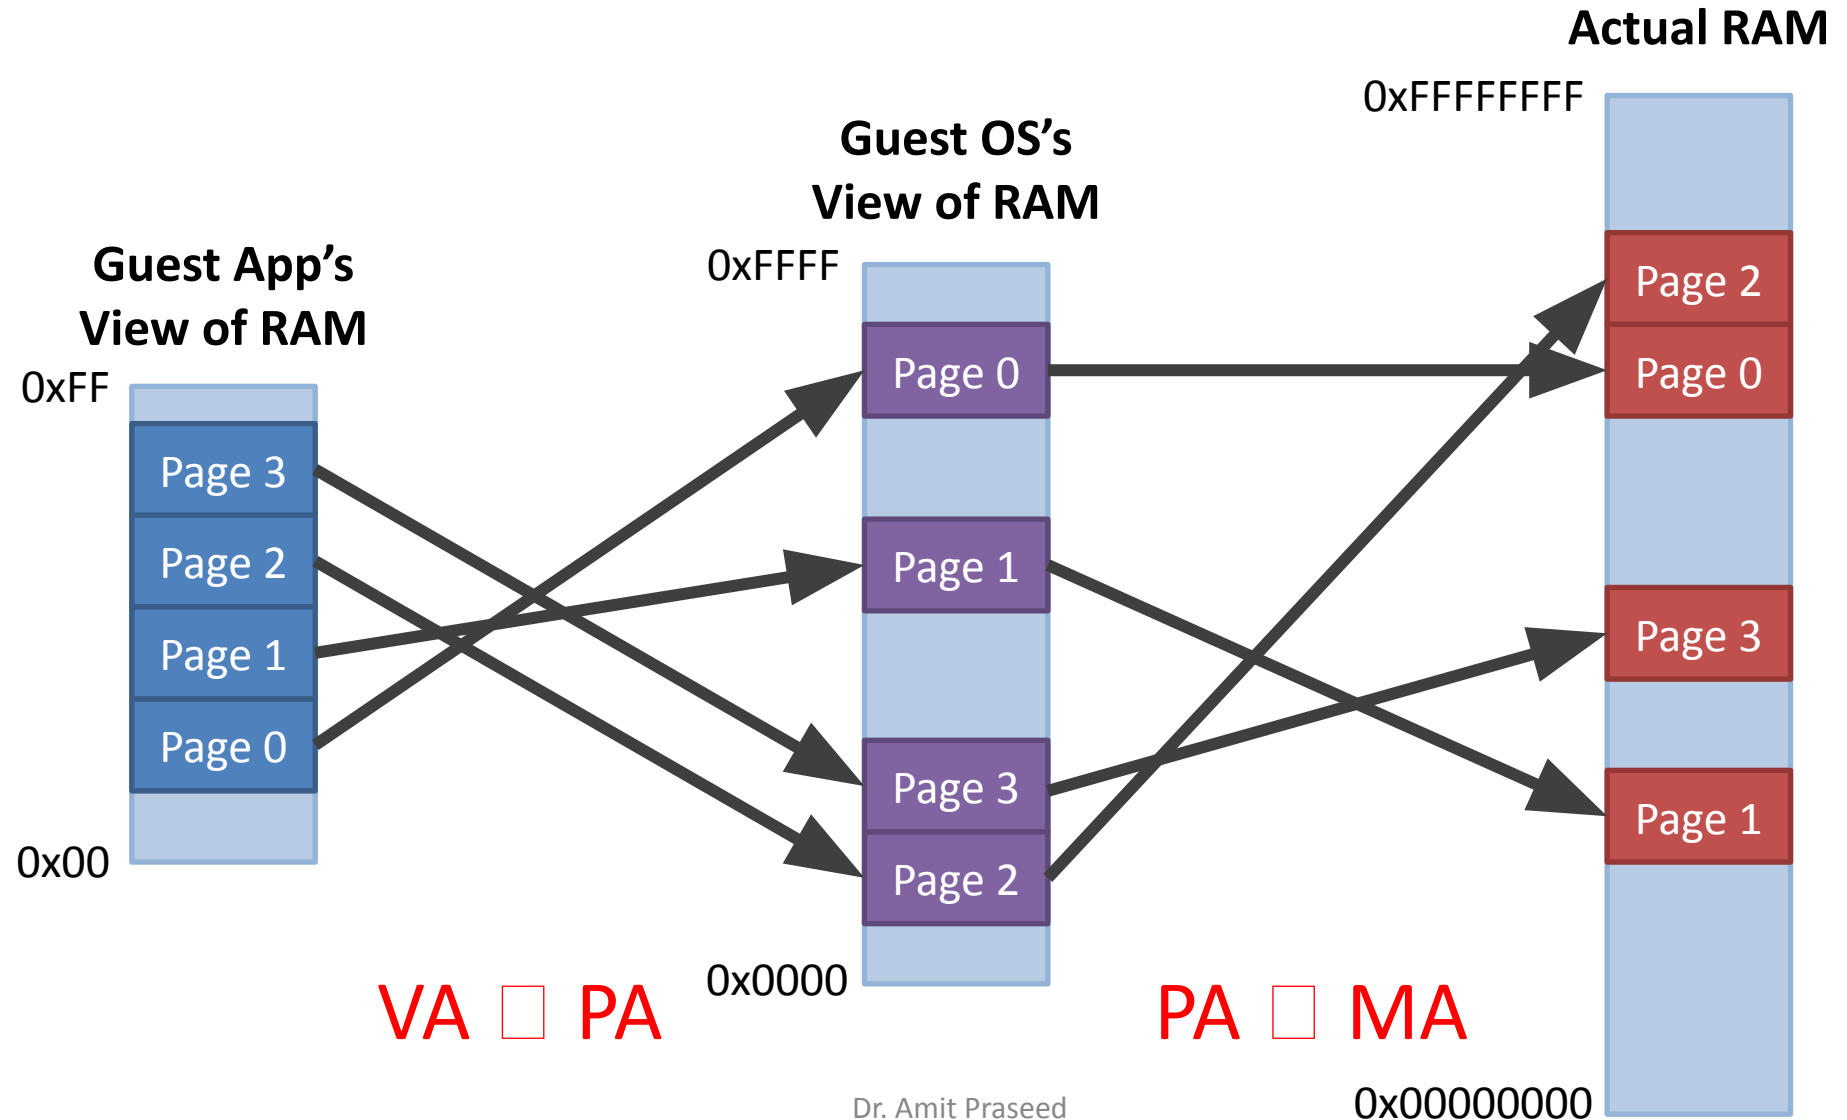 Guest App's
View of RAM
0xFF
Page 3
Page 2
Page 1
Page 0
0x00
VA □ PA
Guest OS's
View of RAM
0xFFFF
Page 0
Page 1
Page 3
Page 2
0x0000
PA □ MA
Actual RAM
0xFFFFFFFF
Page 2
Page 0
Page 3
Page 1
0x00000000
Dr. Amit Praseed